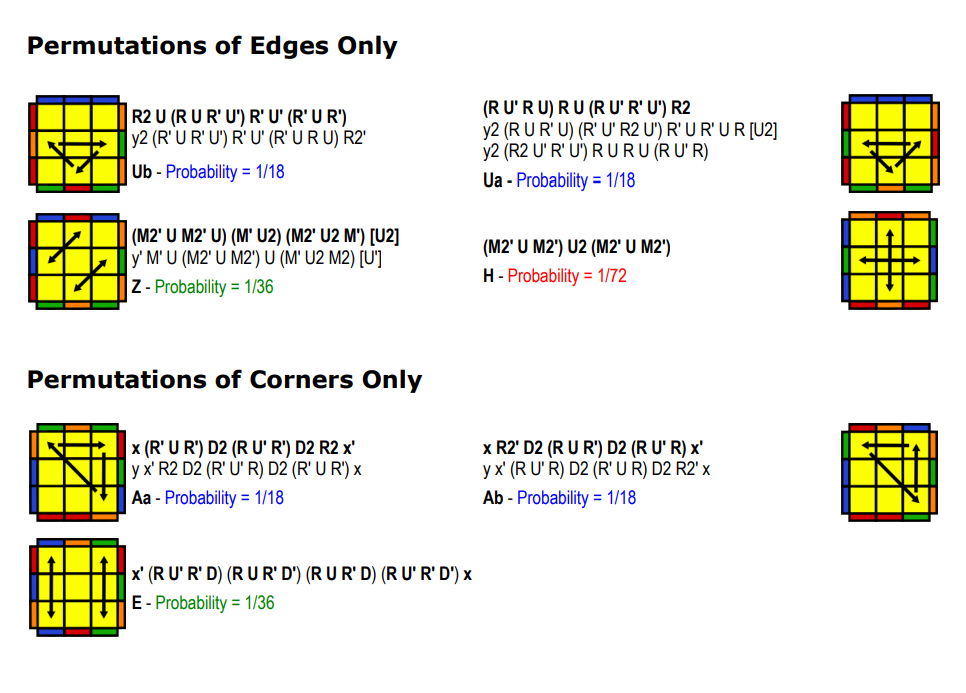 Permutations of Edges Only
R2 U (R U R' U') R' U' (R' U R')
y2 (R' U R' U') R' U' (R' U R U) R2'
Ub - Probability = 1/18
(R U' R U) R U (R U' R' U') R2
y2 (R U R' U) (R' U' R2 U') R' U R' U R [U2]
y2 (R2 U' R' U') R U R U (R U' R)
Ua - Probability = 1/18
(M2' U M2' U) (M' U2) (M2' U2 M') [U2]
y' M' U (M2' U M2') U (M' U2 M2) [U']
Z - Probability = 1/36
(M2' U M2') U2 (M2' U M2')
H - Probability = 1/72
Permutations of Corners Only
x (R' U R') D2 (R U' R') D2 R2 x'
y x' R2 D2 (R' U' R) D2 (R' U R') x
Aa - Probability = 1/18
x R2' D2 (R U R') D2 (R U' R) x'
y x' (R U' R) D2 (R' U R) D2 R2' x
Ab - Probability = 1/18
x' (R U' R' D) (R U R' D') (R U R' D) (R U' R' D') x
E - Probability = 1/36